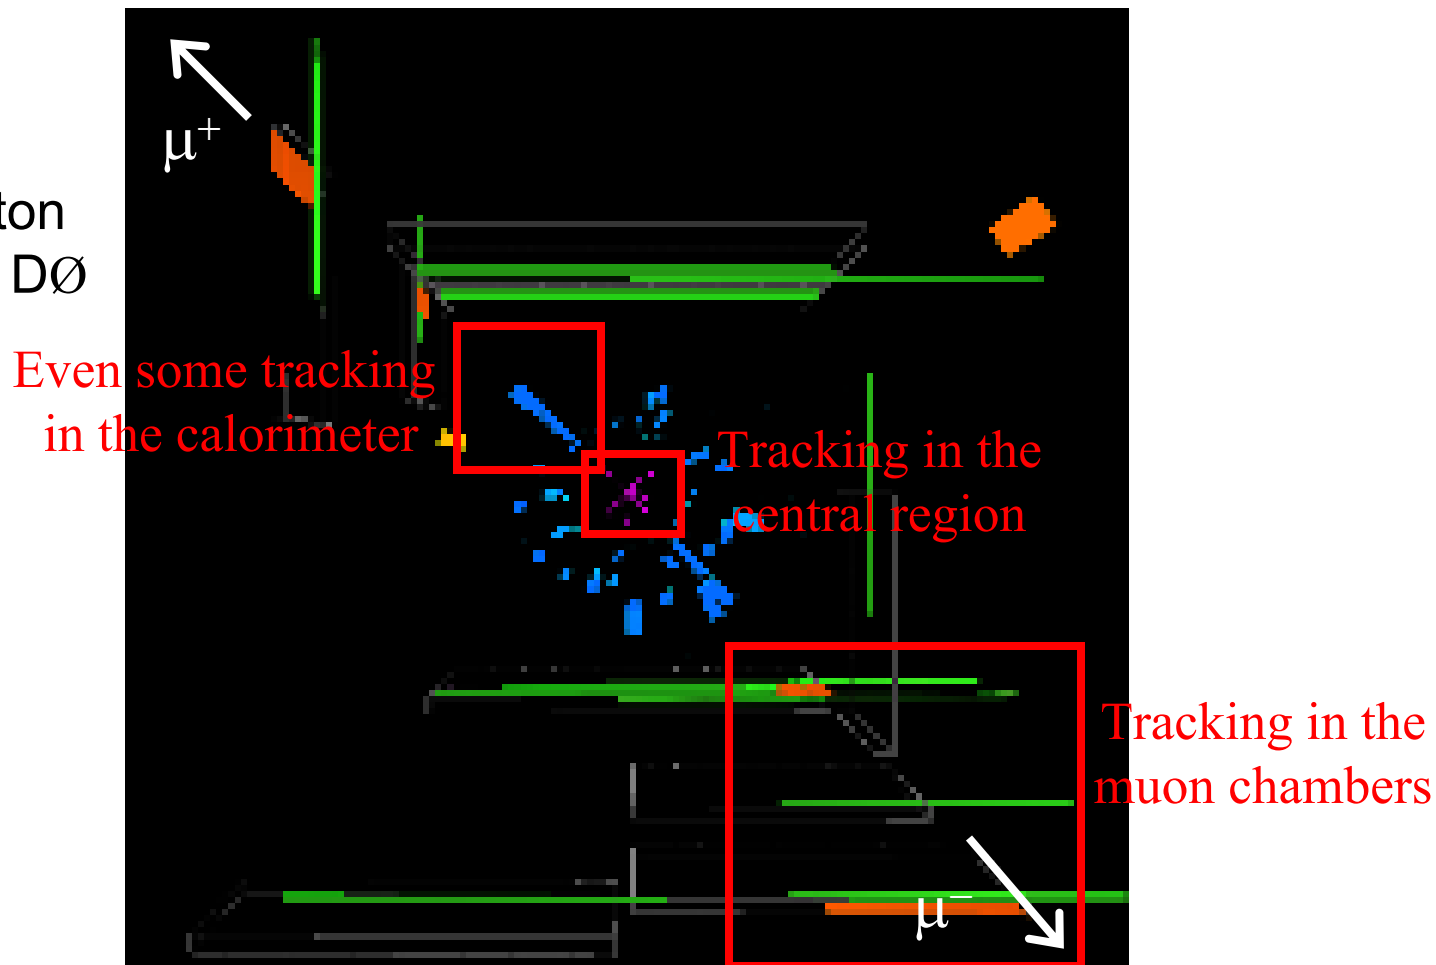 μ+
ton
DØ
Even some tracking
in the calorimeter
Tracking in the
central region
Tracking in the
muon chambers
μ−